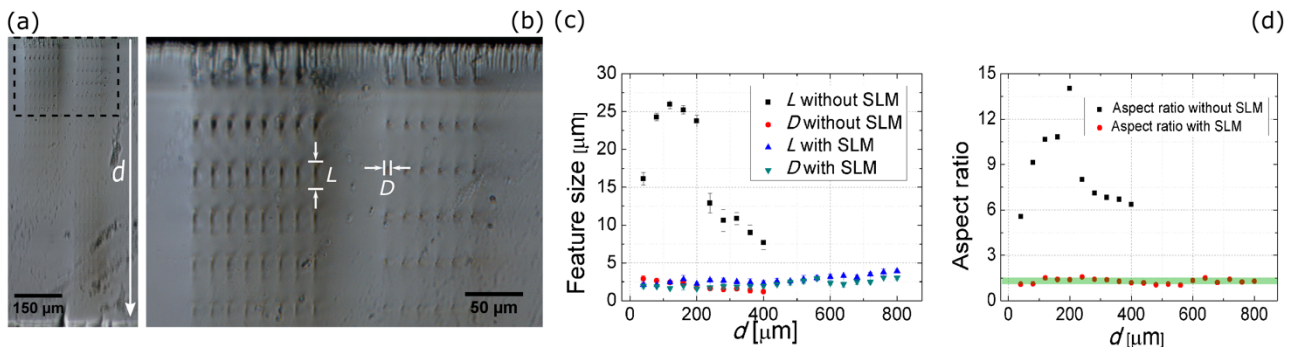 (a)
(b)
(c)
(d)
d
150 µm
L
D
50 µm
30
25
20
15
10
5
0
Feature size [µm]
L without SLM
D without SLM
L with SLM
D with SLM
0 200 400 600 800
d [µm]
15
12
9
6
3
0
Aspect ratio
Aspect ratio without SLM
Aspect ratio with SLM
0 200 400 600 800
d [µm]